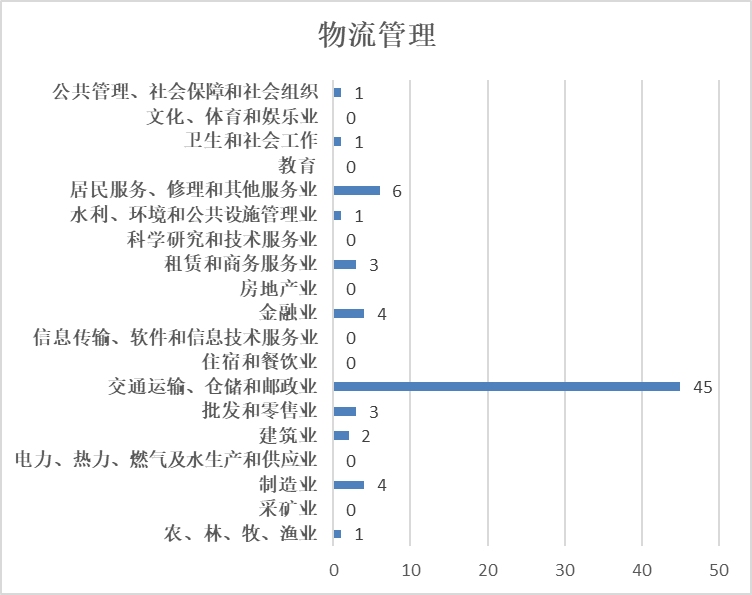 物流管理
公共管理、社会保障和社会组织 1
文化、体育和娱乐业 0
卫生和社会工作 1
教育 0
居民服务、修理和其他服务业 6
水利、环境和公共设施管理业 1
科学研究和技术服务业 0
租赁和商务服务业 3
房地产业 0
金融业 4
信息传输、软件和信息技术服务业 0
住宿和餐饮业 0
交通运输、仓储和邮政业 45
批发和零售业 3
建筑业 2
电力、热力、燃气及水生产和供应业 0
制造业 4
采矿业 0
农、林、牧、渔业 1
0 10 20 30 40 50